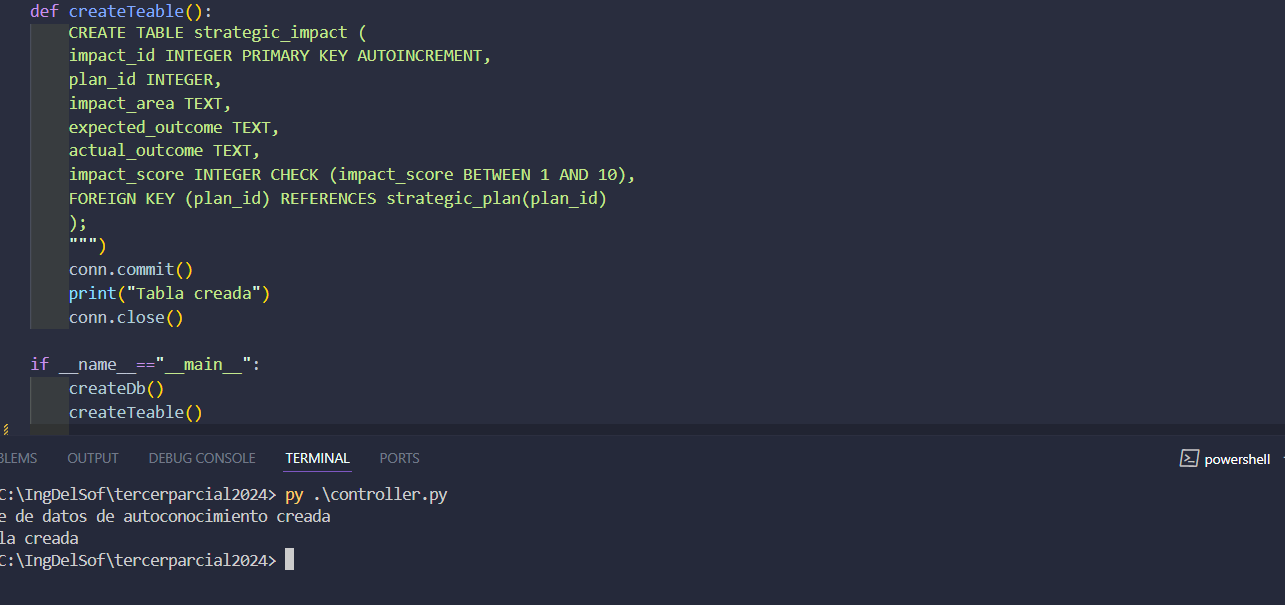 def createTeable():
CREATE TABLE strategic_impact (
impact_id INTEGER PRIMARY KEY AUTOINCREMENT,
plan_id INTEGER,
impact_area TEXT,
expected_outcome TEXT,
actual_outcome TEXT,
impact_score INTEGER CHECK (impact_score BETWEEN 1 AND 10),
FOREIGN KEY (plan_id) REFERENCES strategic_plan(plan_id)
);
""")
conn.commit()
print("Tabla creada")
conn.close()
if __name__=="__main__":
createDb()
createTeable()
BLEMS OUTPUT DEBUG CONSOLE TERMINAL PORTS powershell
C:\IngDelSof\tercerparcial2024> py .\controller.py
e de datos de autoconocimiento creada
la creada
C:\IngDelSof\tercerparcial2024>